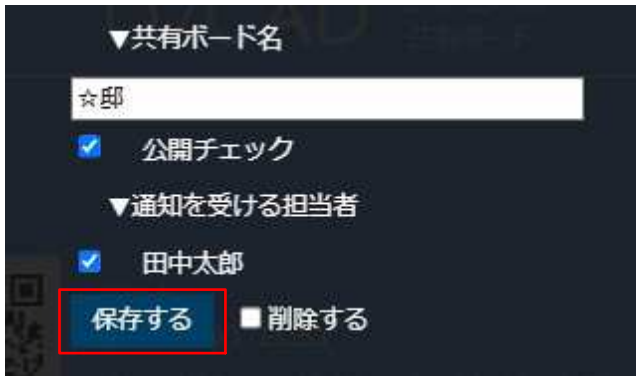 ▼共有ボード名
☆邸
公開チェック
▼通知を受ける担当者
田中太郎
保存する 削除する